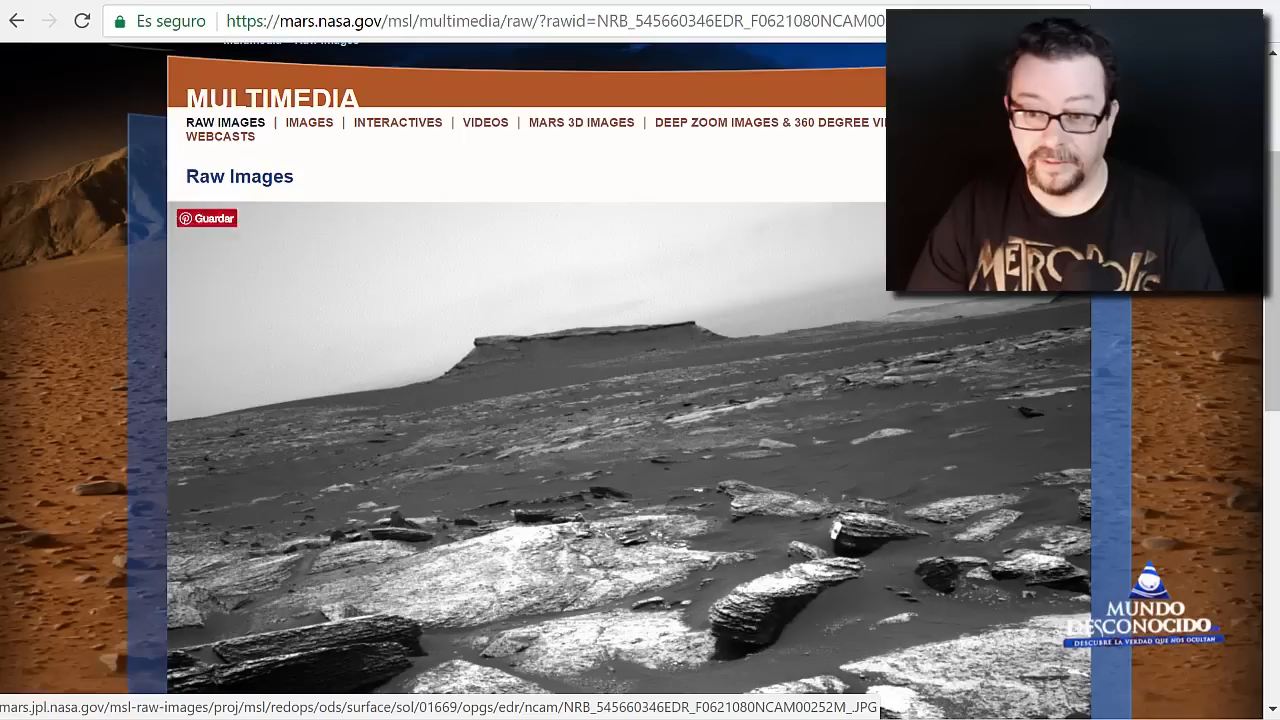 Es seguro
https://mars.nasa.gov/msl/multimedia/raw/?rawid=NRB_545660346EDR_F0621080NCAM00
MULTIMEDIA
RAW IMAGES | IMAGES | INTERACTIVES | VIDEOS | MARS 3D IMAGES | DEEP ZOOM IMAGES & 360 DEGREE VI
WEBCASTS
Raw Images
Guardar
METROPOLIS
MUNDO
DESCONOCIDO
DESCUBRE LA VERDAD QUE NOS OCULTAN
mars.jpl.nasa.gov/msl-raw-images/proj/msl/redops/ods/surface/sol/01669/opgs/edr/ncam/NRB_545660346EDR_F0621080NCAM00252M_.JPG